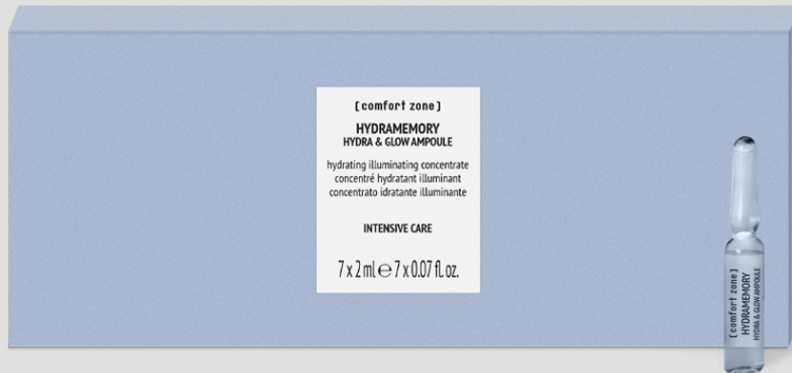 [ comfort zone ]
HYDRAMEMORY
HYDRA & GLOW AMPOULE
hydrating illuminating concentrate
concentré hydratant illuminant
concentrato idratante illuminante
INTENSIVE CARE
7 x 2 ml ℮ 7 x 0.07 fl. oz.
[ comfort zone ]
HYDRAMEMORY
HYDRA & GLOW AMPOULE